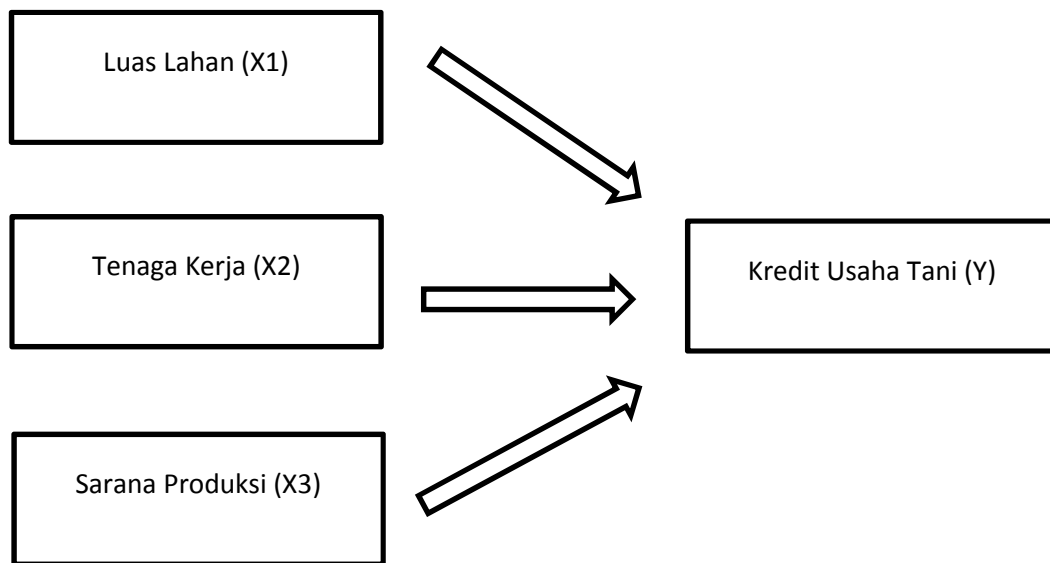 Luas Lahan (X1)
Tenaga Kerja (X2)
Kredit Usaha Tani (Y)
Sarana Produksi (X3)